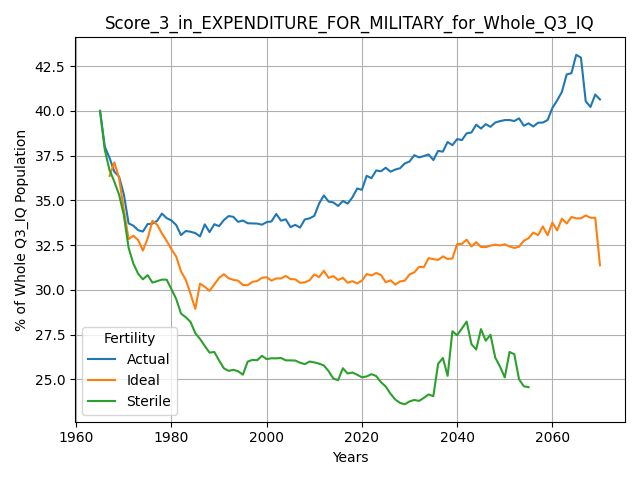 Score_3_in_EXPENDITURE_FOR_MILITARY_for_Whole_Q3_IQ
% of Whole Q3_IQ Population
42.5
40.0
37.5
35.0
32.5
30.0
27.5
25.0
Fertility
Actual
Ideal
Sterile
1960 1980 2000 2020 2040 2060
Years